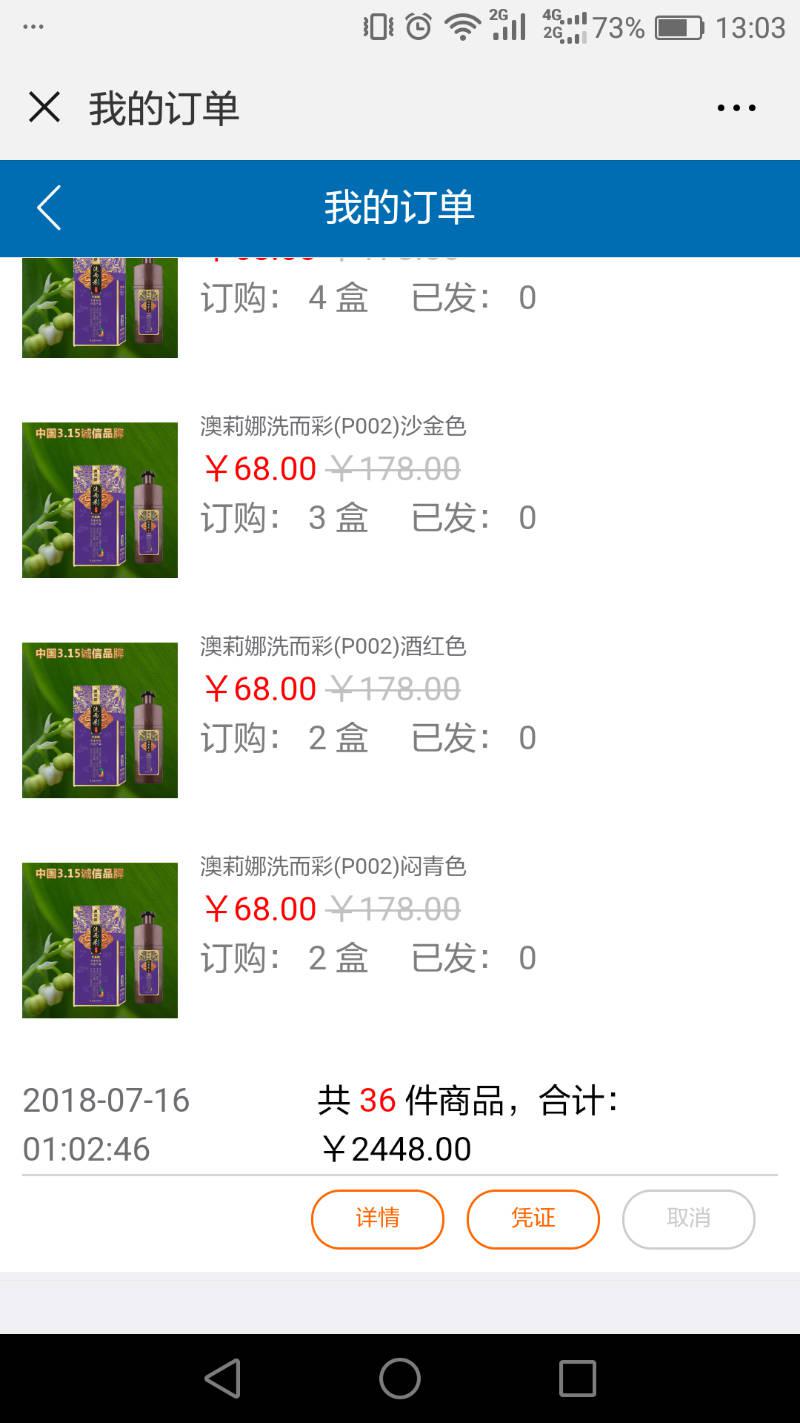 2G
4G
2G
73%
13:03
我的订单
我的订单
订购： 4 盒 已发： 0
中国3.15诚信品牌
澳莉娜洗而彩(P002)沙金色
￥68.00 ￥178.00
订购： 3 盒 已发： 0
中国3.15诚信品牌
澳莉娜洗而彩(P002)酒红色
￥68.00 ￥178.00
订购： 2 盒 已发： 0
中国3.15诚信品牌
澳莉娜洗而彩(P002)闷青色
￥68.00 ￥178.00
订购： 2 盒 已发： 0
2018-07-16
01:02:46
共 36 件商品，合计：
￥2448.00
详情
凭证
取消